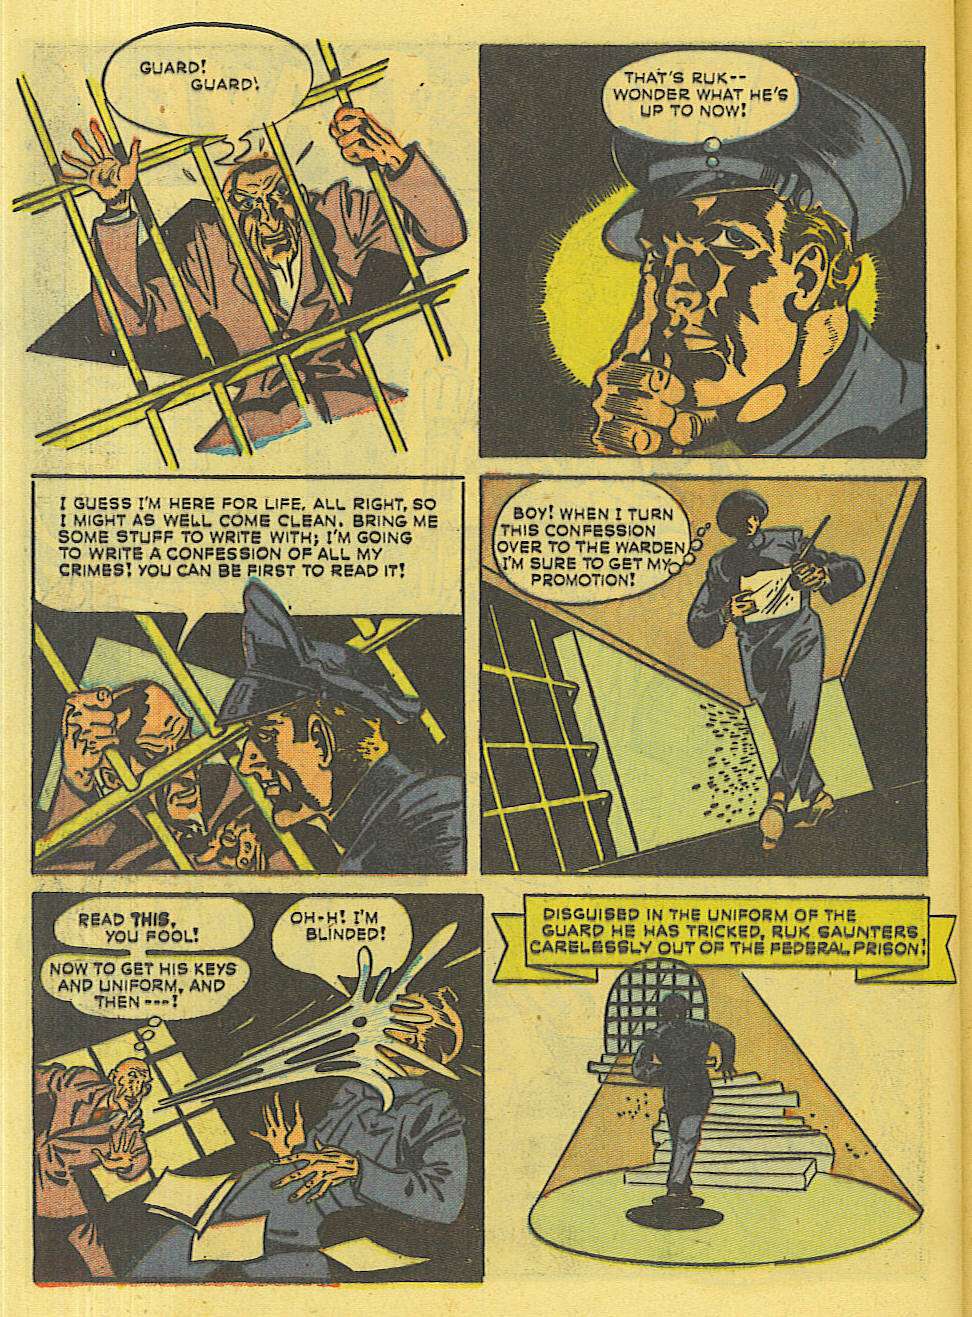 GUARD!
GUARD!
THAT'S RUK--
WONDER WHAT HE'S
UP TO NOW!
I GUESS I'M HERE FOR LIFE, ALL RIGHT, SO
I MIGHT AS WELL COME CLEAN. BRING ME
SOME STUFF TO WRITE WITH; I'M GOING
TO WRITE A CONFESSION OF ALL MY
CRIMES! YOU CAN BE FIRST TO READ IT!
BOY! WHEN I TURN
THIS CONFESSION
OVER TO THE WARDEN
I'M SURE TO GET MY
PROMOTION!
READ THIS,
YOU FOOL!
NOW TO GET HIS KEYS
AND UNIFORM, AND
THEN ---!
OH-H! I'M
BLINDED!
DISGUISED IN THE UNIFORM OF THE
GUARD HE HAS TRICKED, RUK SAUNTERS
CARELESSLY OUT OF THE FEDERAL PRISON!